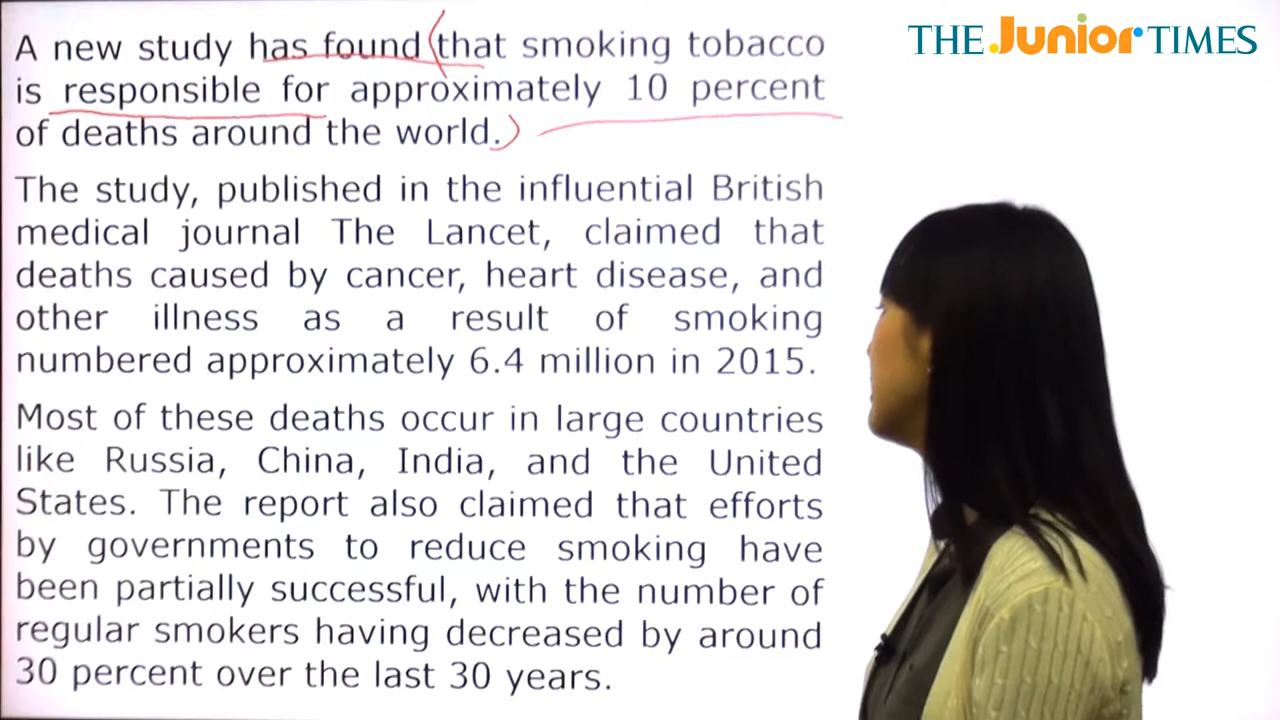 THE Junior TIMES
A new study has found that smoking tobacco
is responsible for approximately 10 percent
of deaths around the world.
The study, published in the influential British
medical journal The Lancet, claimed that
deaths caused by cancer, heart disease, and
other illness as a result of smoking
numbered approximately 6.4 million in 2015.
Most of these deaths occur in large countries
like Russia, China, India, and the United
States. The report also claimed that efforts
by governments to reduce smoking have
been partially successful, with the number of
regular smokers having decreased by around
30 percent over the last 30 years.